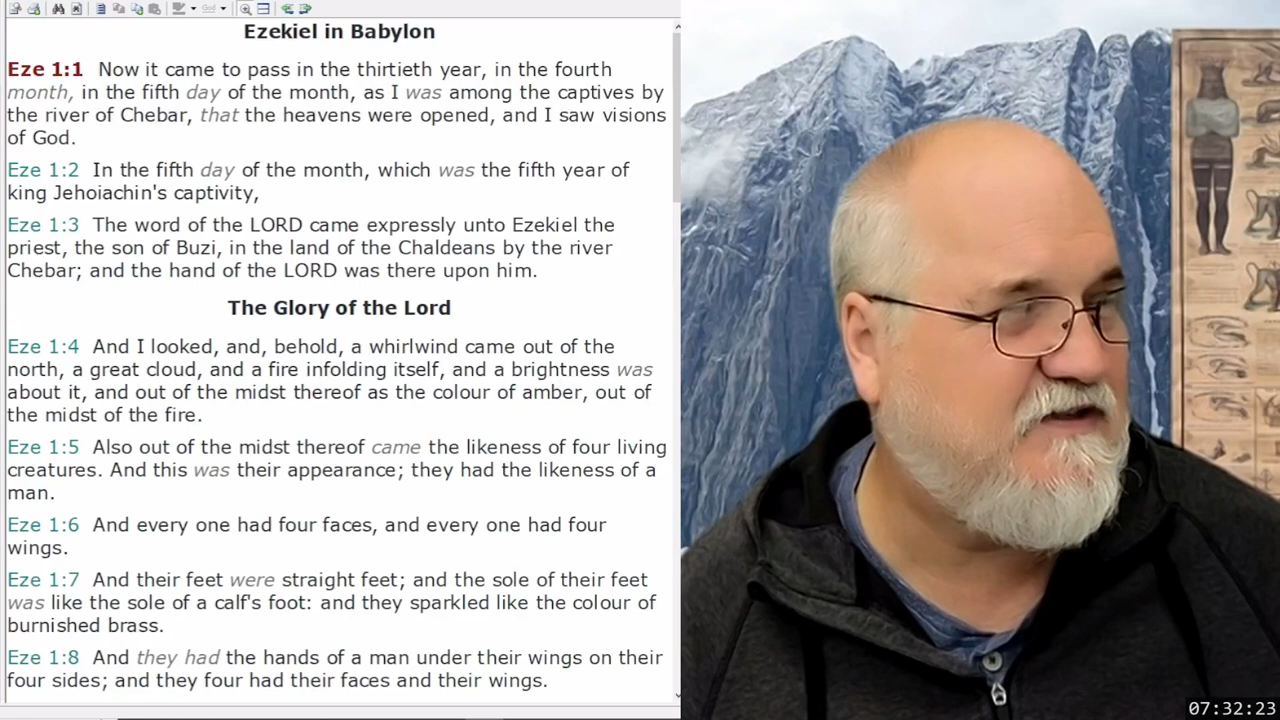 Ezekiel in Babylon
Eze 1:1 Now it came to pass in the thirtieth year, in the fourth
month, in the fifth day of the month, as I was among the captives by
the river of Chebar, that the heavens were opened, and I saw visions
of God.
Eze 1:2 In the fifth day of the month, which was the fifth year of
king Jehoiachin's captivity,
Eze 1:3 The word of the LORD came expressly unto Ezekiel the
priest, the son of Buzi, in the land of the Chaldeans by the river
Chebar; and the hand of the LORD was there upon him.
The Glory of the Lord
Eze 1:4 And I looked, and, behold, a whirlwind came out of the
north, a great cloud, and a fire infolding itself, and a brightness was
about it, and out of the midst thereof as the colour of amber, out of
the midst of the fire.
Eze 1:5 Also out of the midst thereof came the likeness of four living
creatures. And this was their appearance; they had the likeness of a
man.
Eze 1:6 And every one had four faces, and every one had four
wings.
Eze 1:7 And their feet were straight feet; and the sole of their feet
was like the sole of a calf's foot: and they sparkled like the colour of
burnished brass.
Eze 1:8 And they had the hands of a man under their wings on their
four sides; and they four had their faces and their wings.
07:32:23